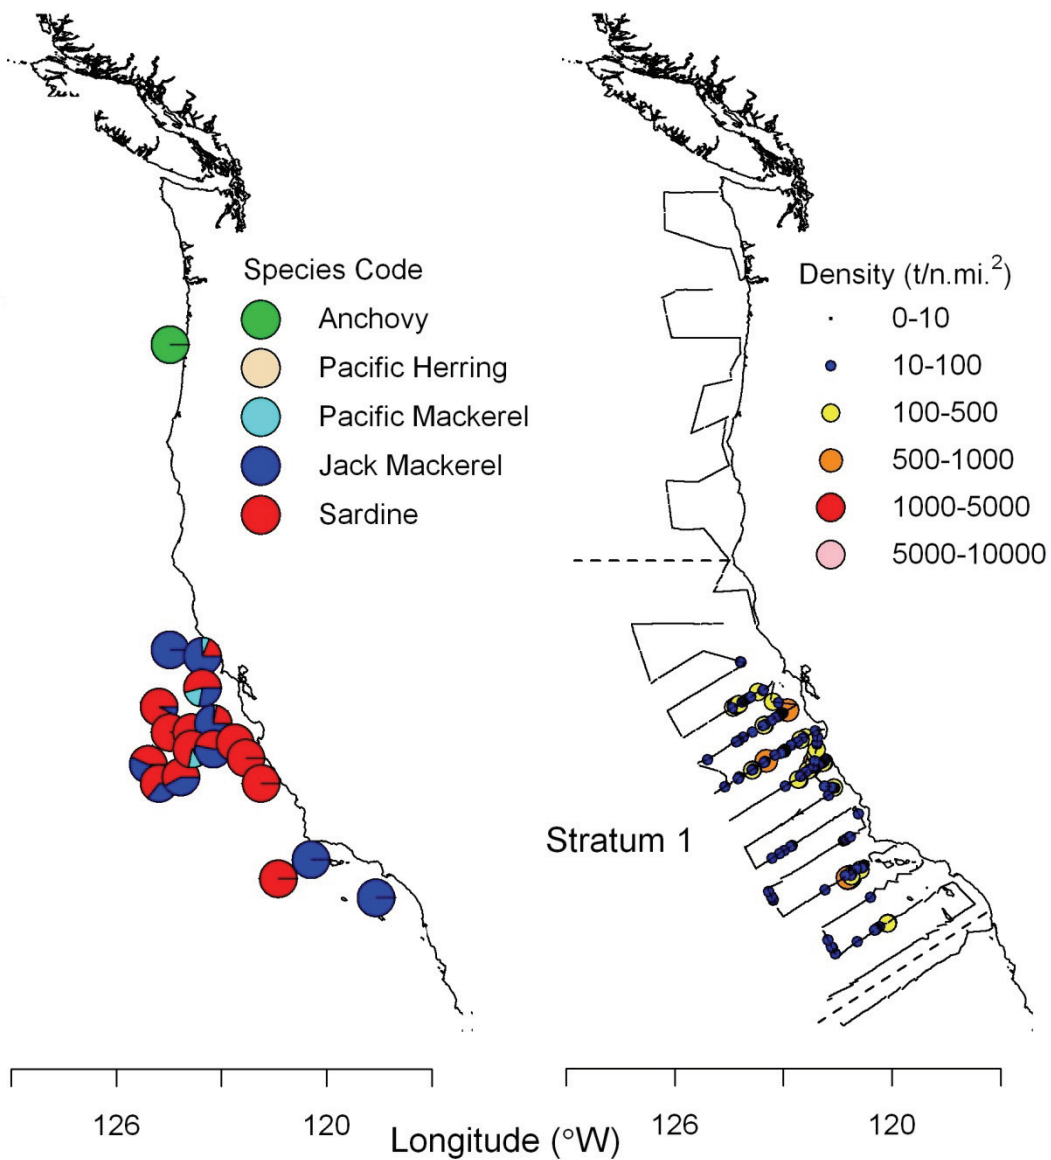 Species Code
Anchovy
Pacific Herring
Pacific Mackerel
Jack Mackerel
Sardine
Density (t/n.mi.²)
0-10
10-100
100-500
500-1000
1000-5000
5000-10000
Stratum 1
126
120
126
120
Longitude (°W)